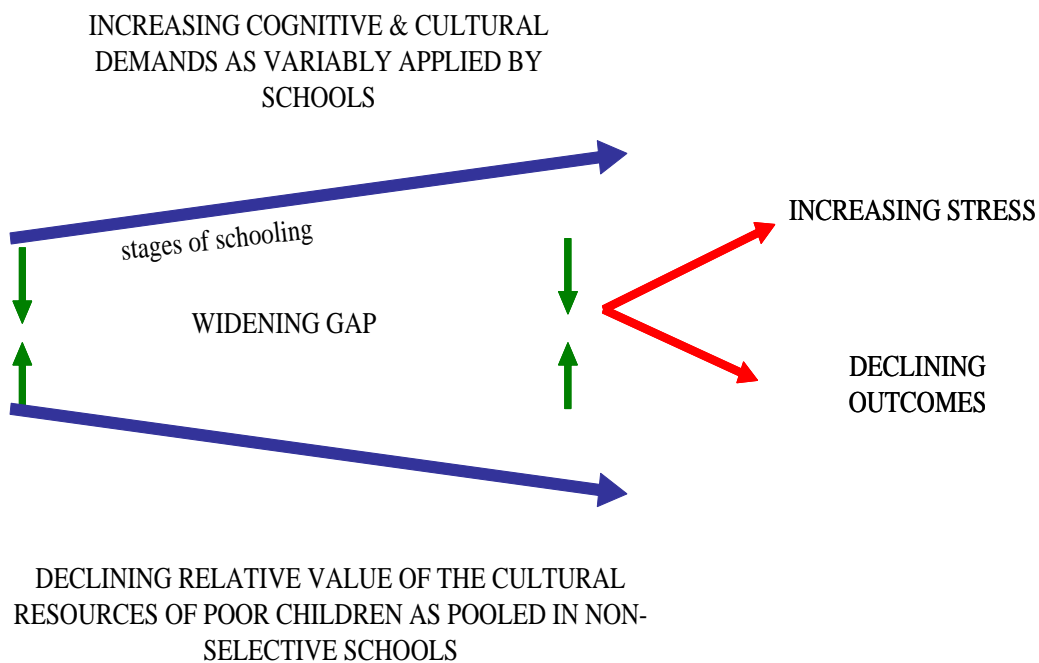 INCREASING COGNITIVE & CULTURAL
DEMANDS AS VARIABLY APPLIED BY
SCHOOLS
INCREASING STRESS
stages of schooling
WIDENING GAP
DECLINING
OUTCOMES
DECLINING RELATIVE VALUE OF THE CULTURAL
RESOURCES OF POOR CHILDREN AS POOLED IN NON-
SELECTIVE SCHOOLS